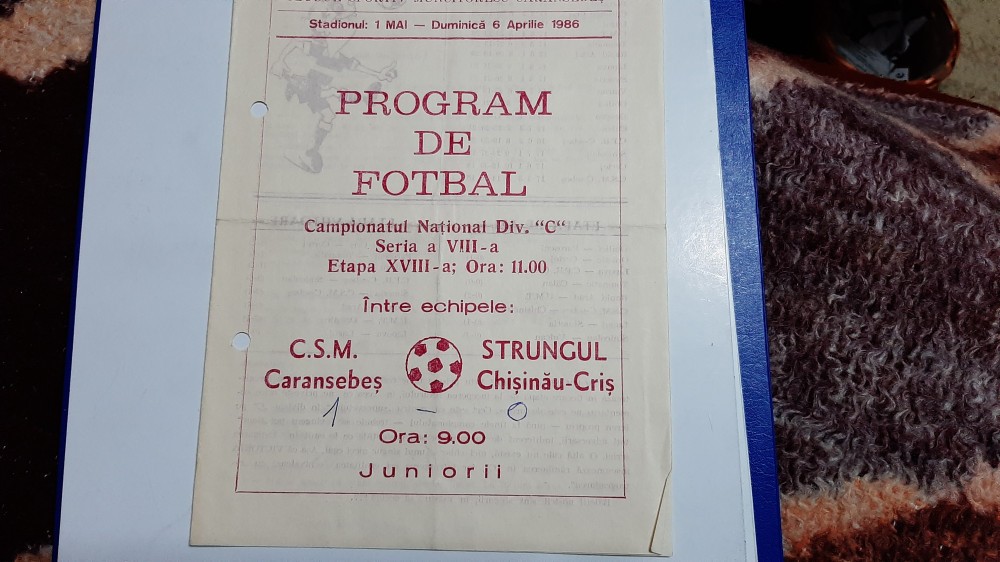 Stadionul: 1 MAI — Duminică 6 Aprilie 1986
PROGRAM
DE
FOTBAL
Campionatul Național Div. "C"
Seria a VIII-a
Etapa XVIII-a; Ora: 11.00
Între echipele:
C.S.M. STRUNGUL
Caransebeș Chișinău-Criș
1 – 0
Ora: 9.00
Juniorii